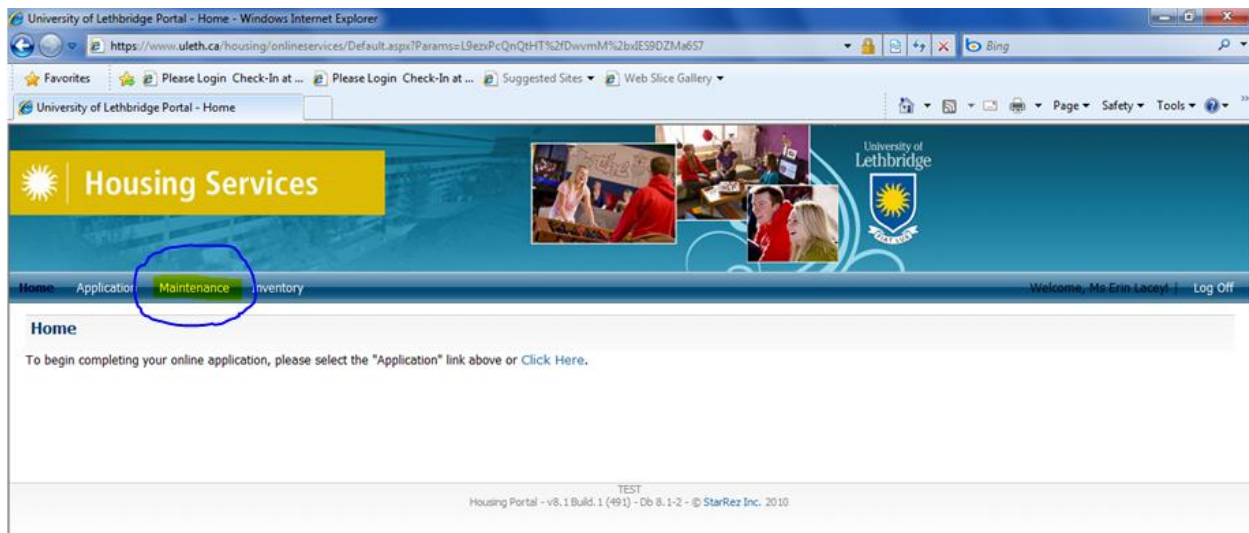 University of Lethbridge Portal - Home - Windows Internet Explorer
https://www.uleth.ca/housing/onlineservices/Default.aspx?Params=L9ezxPcQnQtHT%2fDwvmM%2bxIES9DZMa6S7
Bing
Favorites Please Login Check-In at ... Please Login Check-In at ... Suggested Sites Web Slice Gallery
University of Lethbridge Portal - Home
Page Safety Tools
Housing Services
University of
Lethbridge
FIAT LUX
Home Application Maintenance Inventory Welcome, Ms Erin Lacey! | Log Off
Home
To begin completing your online application, please select the "Application" link above or Click Here.
TEST
Housing Portal - v8.1 Build.1 (491) - Db 8.1-2 - © StarRez Inc. 2010